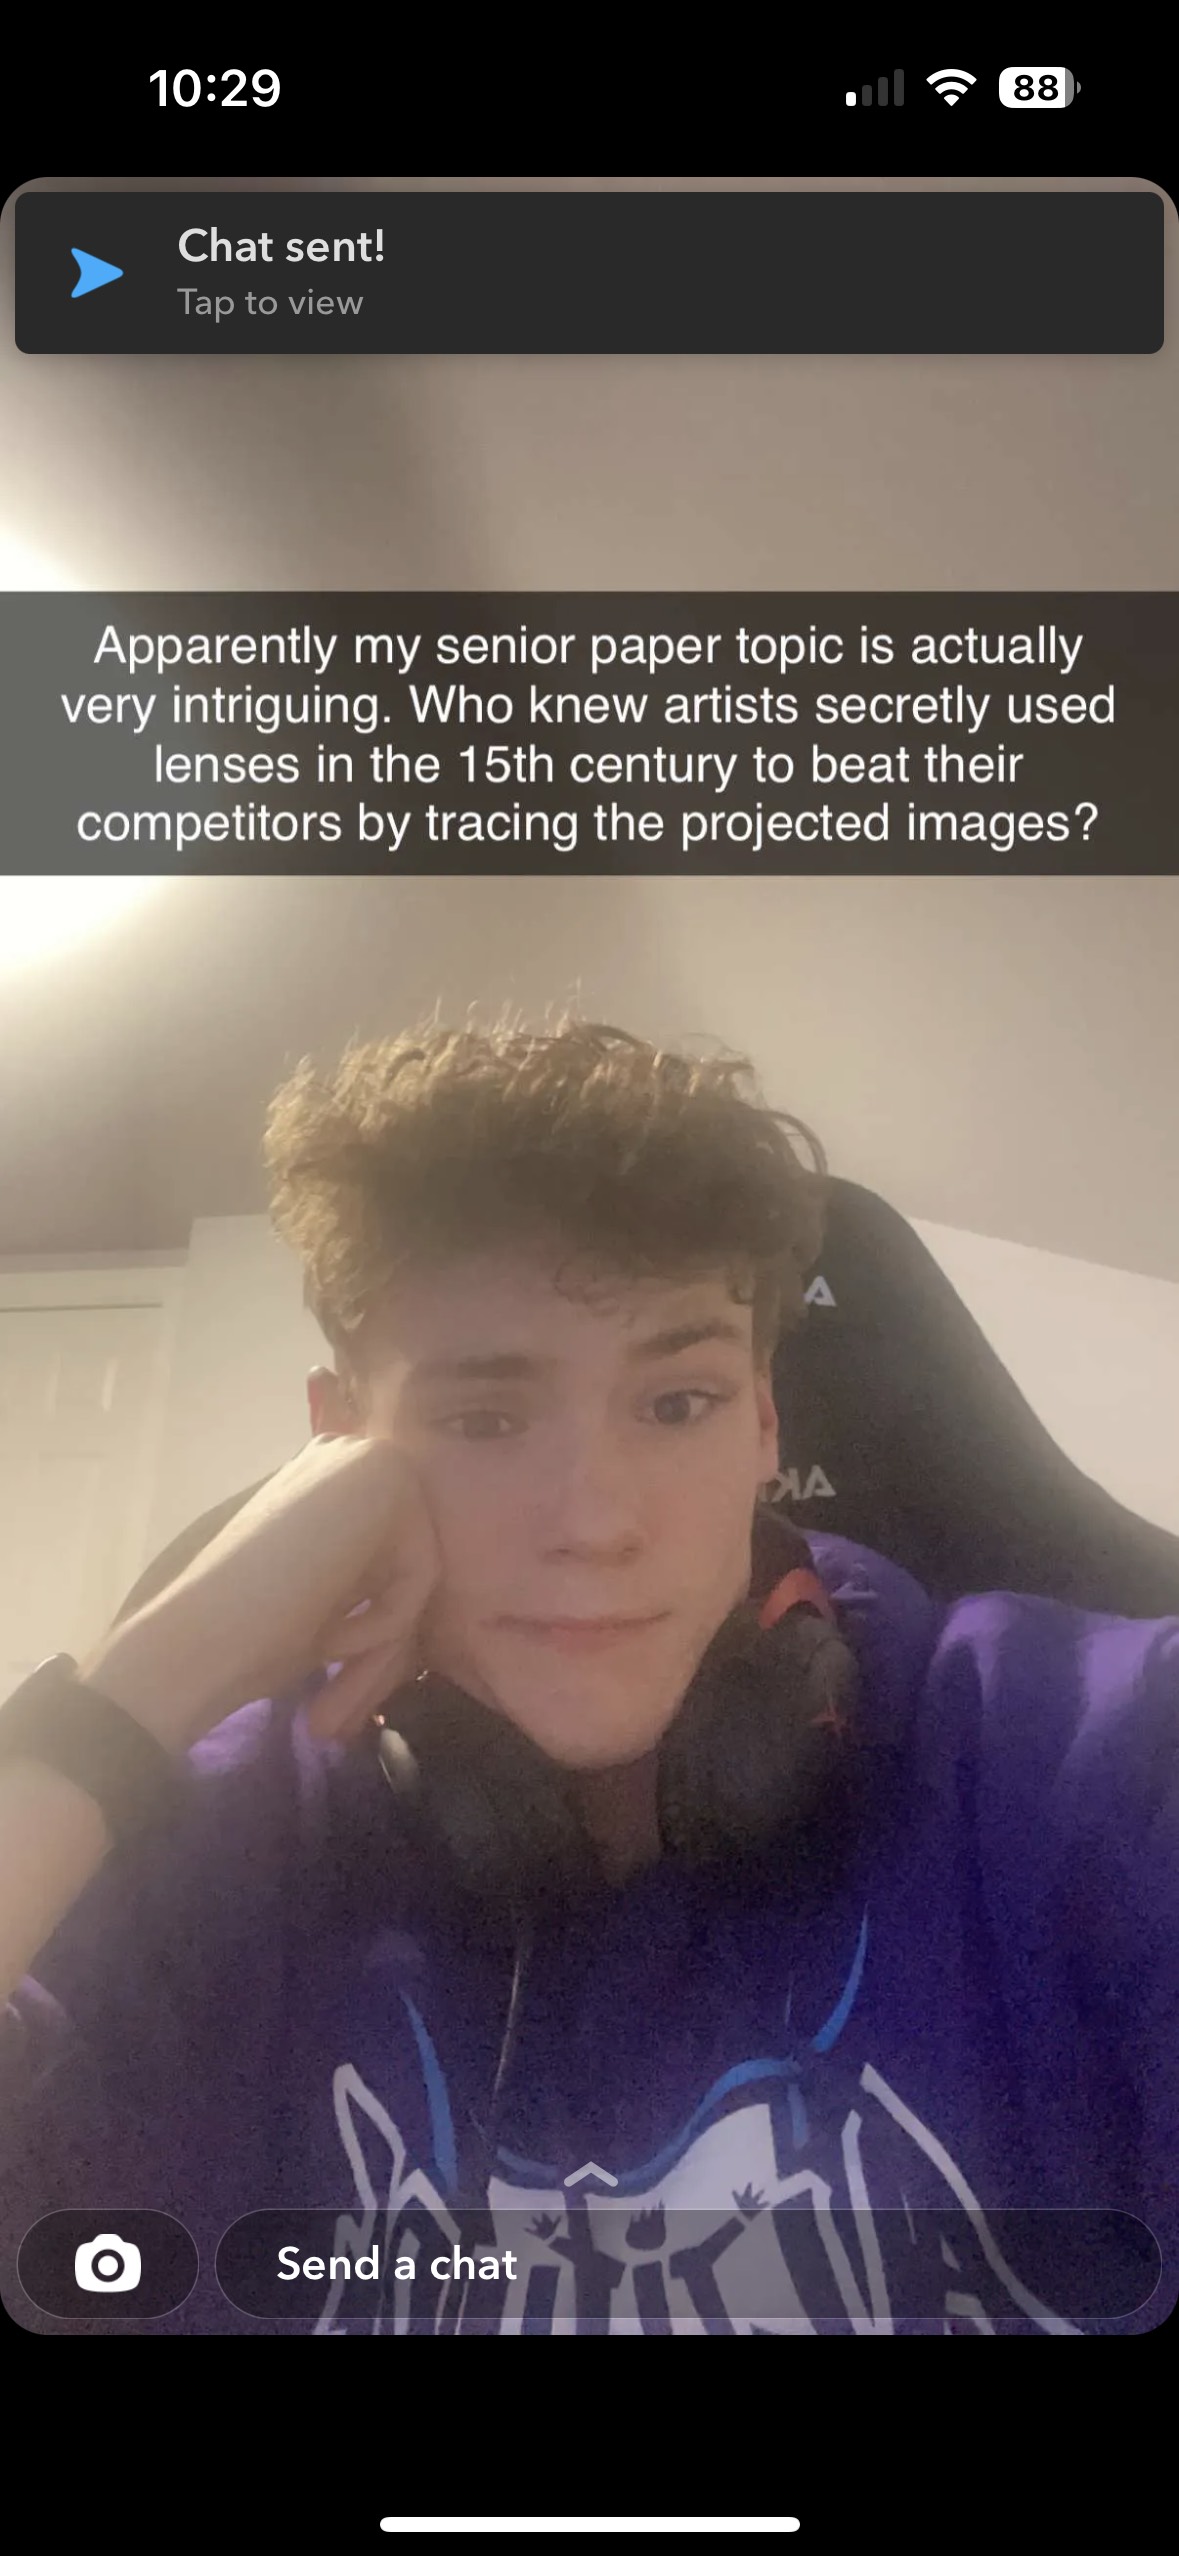 10:29
88
Chat sent!
Tap to view
Apparently my senior paper topic is actually
very intriguing. Who knew artists secretly used
lenses in the 15th century to beat their
competitors by tracing the projected images?
Send a chat